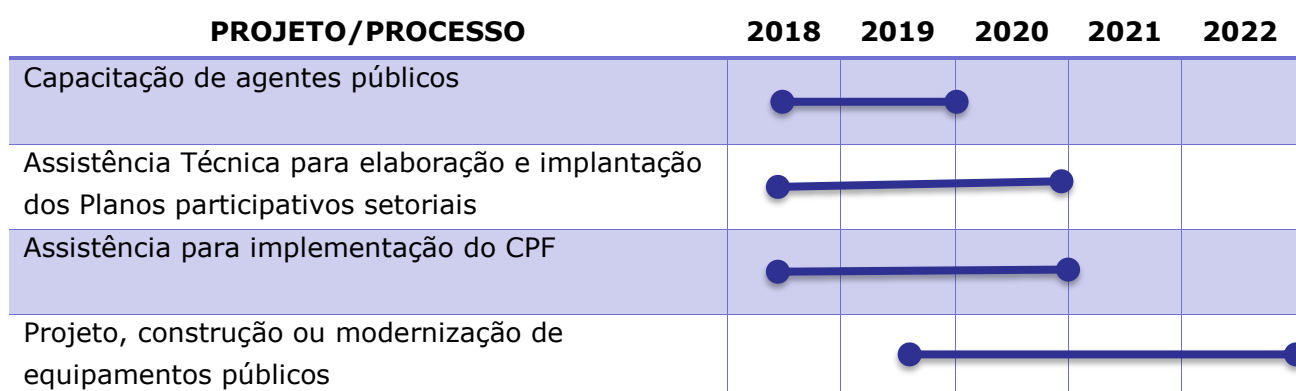 PROJETO/PROCESSO 2018 2019 2020 2021 2022
Capacitação de agentes públicos
Assistência Técnica para elaboração e implantação
dos Planos participativos setoriais
Assistência para implementação do CPF
Projeto, construção ou modernização de
equipamentos públicos